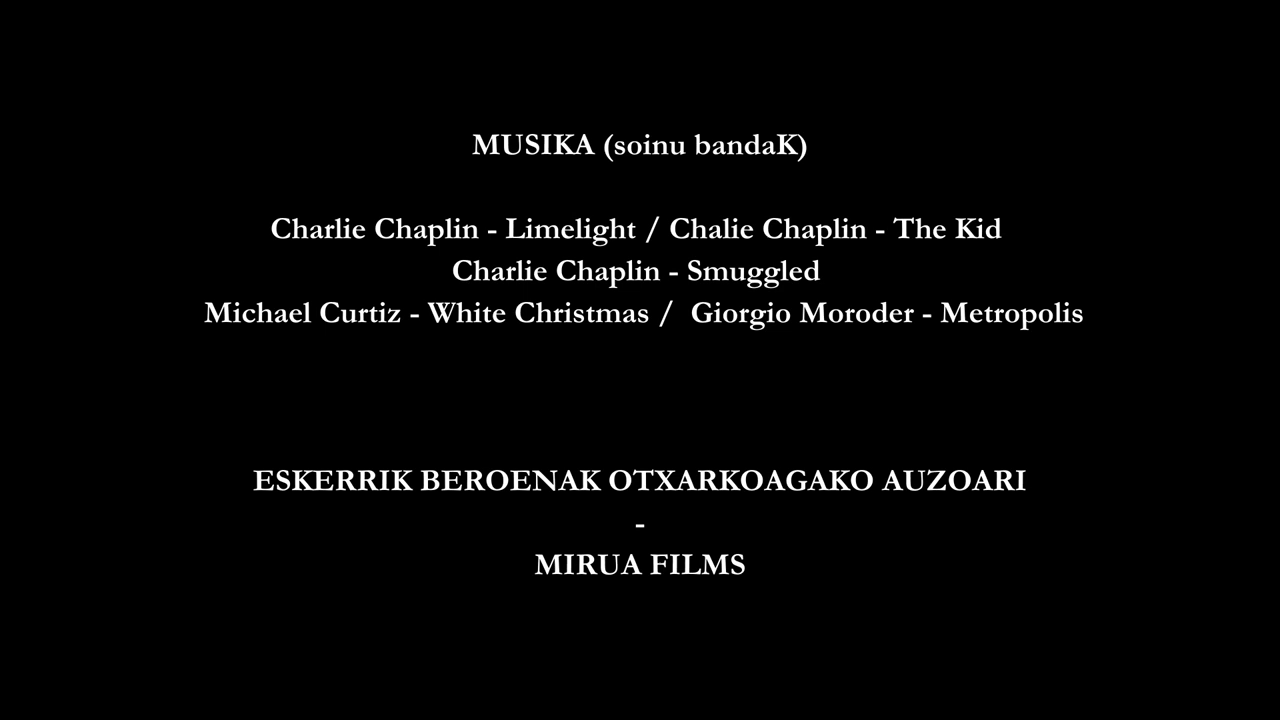 MUSIKA (soinu bandaK)
Charlie Chaplin - Limelight / Chalie Chaplin - The Kid
Charlie Chaplin - Smuggled
Michael Curtiz - White Christmas /  Giorgio Moroder - Metropolis
ESKERRIK BEROENAK OTXARKOAGAKO AUZOARI
-
MIRUA FILMS